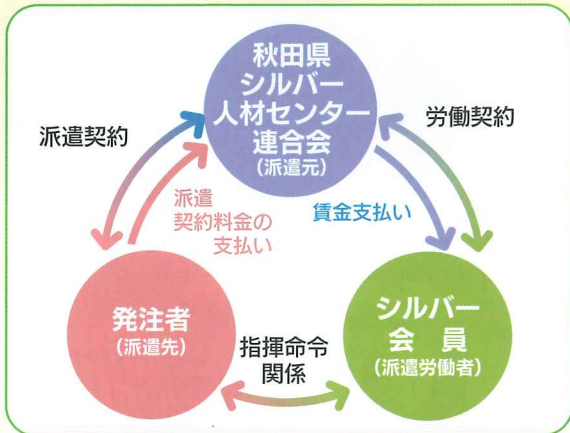 秋田県
シルバー
人材センター
連合会
(派遣元)
派遣契約
労働契約
派遣
契約料金の
支払い
賃金支払い
発注者
(派遣先)
指揮命令
関係
シルバー
会 員
(派遣労働者)